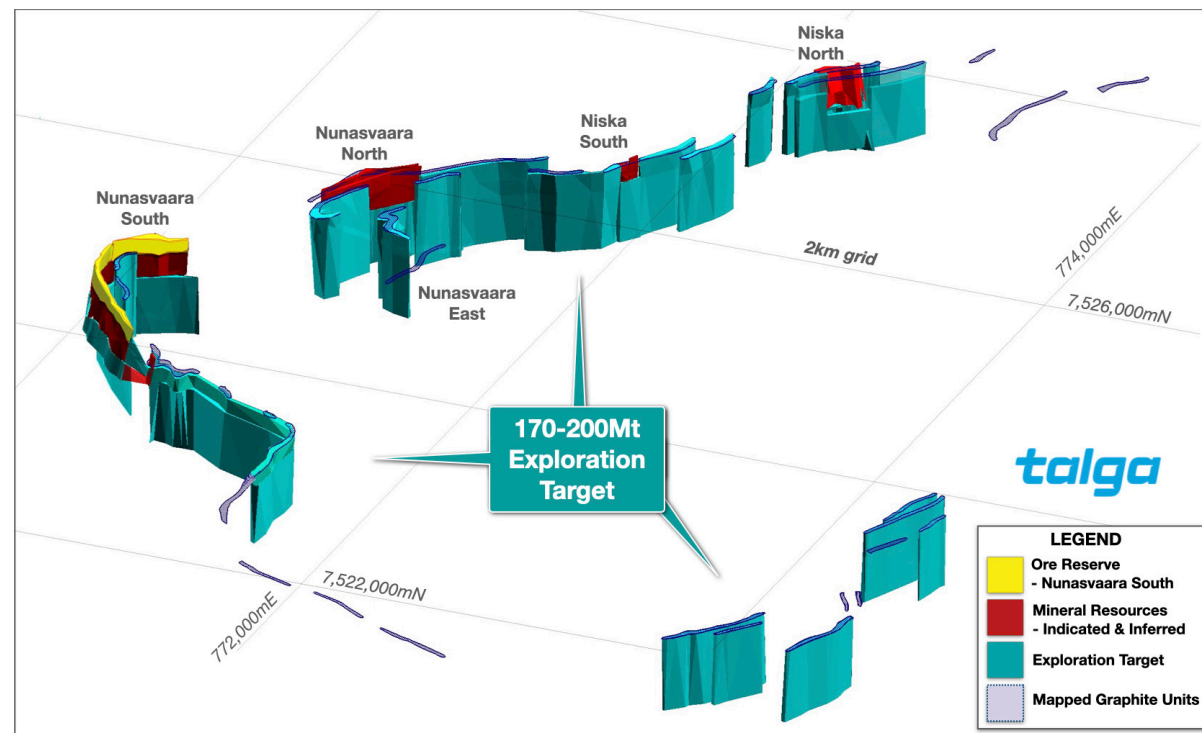 Niska
North
Nunasvaara
North
Niska
South
Nunasvaara
South
Nunasvaara
East
2km grid
774,000mE
7,526,000mN
170-200Mt
Exploration
Target
talga
7,522,000mN
772,000mE
LEGEND
Ore Reserve
- Nunasvaara South
Mineral Resources
- Indicated & Inferred
Exploration Target
Mapped Graphite Units